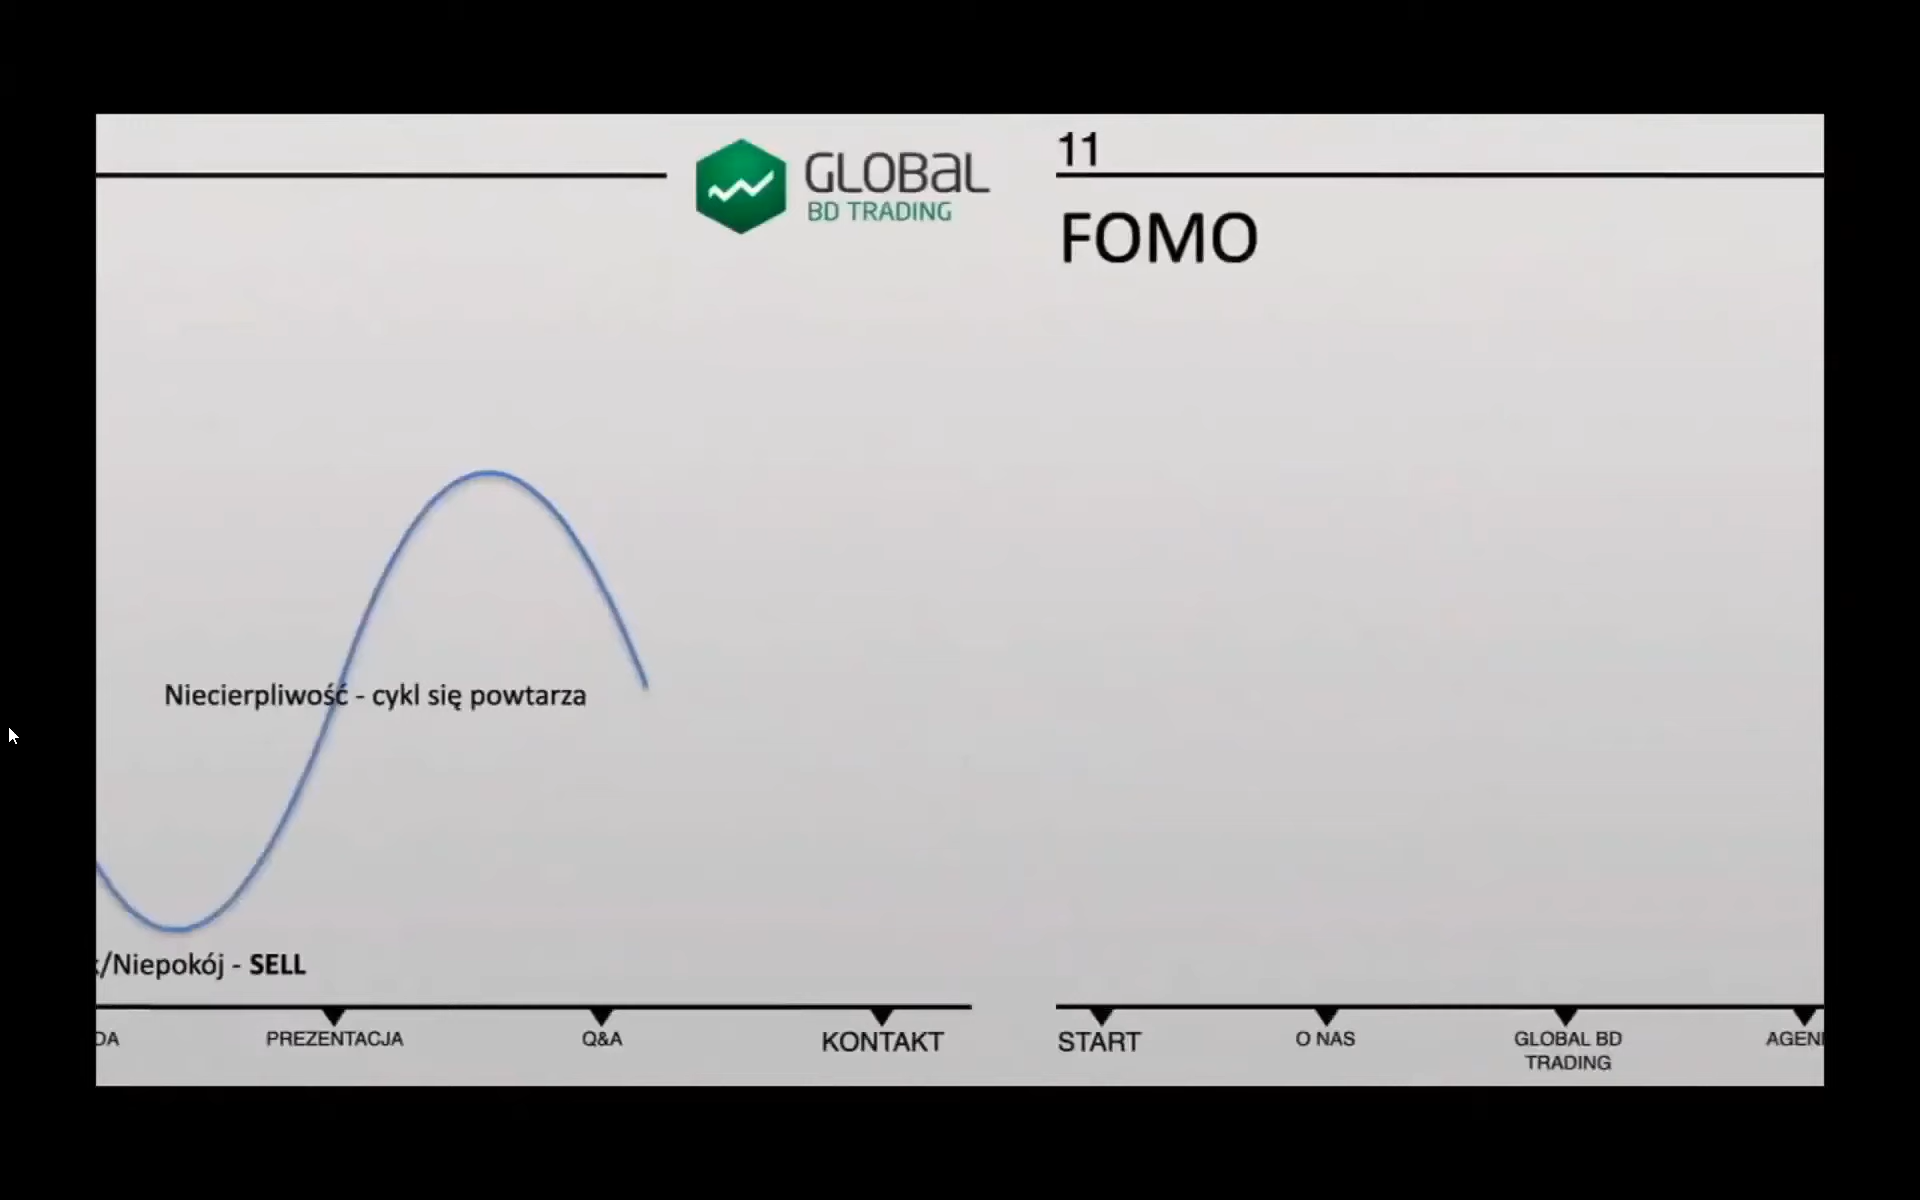 GLOBaL
BD TRADING
Niecierpliwość - cykl się powtarza
/Niepokój - SELL
DA
PREZENTACJA
Q&A
KONTAKT
11
FOMO
START
O NAS
GLOBAL BD
TRADING
AGEN